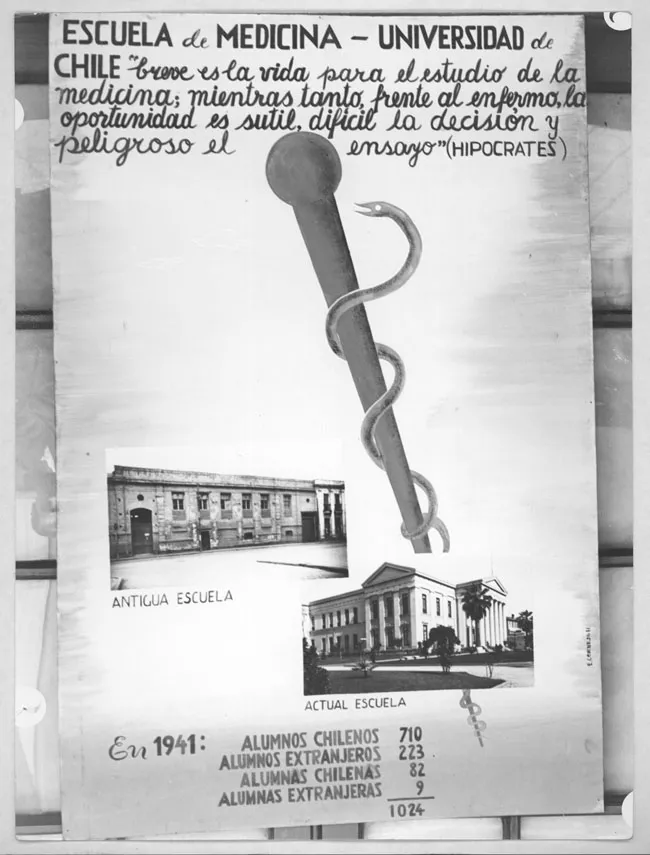 ESCUELA de MEDICINA – UNIVERSIDAD de
CHILE "breve es la vida para el estudio de la
medicina; mientras tanto, frente al enfermo, la
oportunidad es sutil, difícil la decisión y
peligroso el ensayo" (HIPOCRATES)
ANTIGUA ESCUELA
ACTUAL ESCUELA
En 1941: ALUMNOS CHILENOS 710
ALUMNOS EXTRANJEROS 223
ALUMNAS CHILENAS 82
ALUMNAS EXTRANJERAS 9
1024